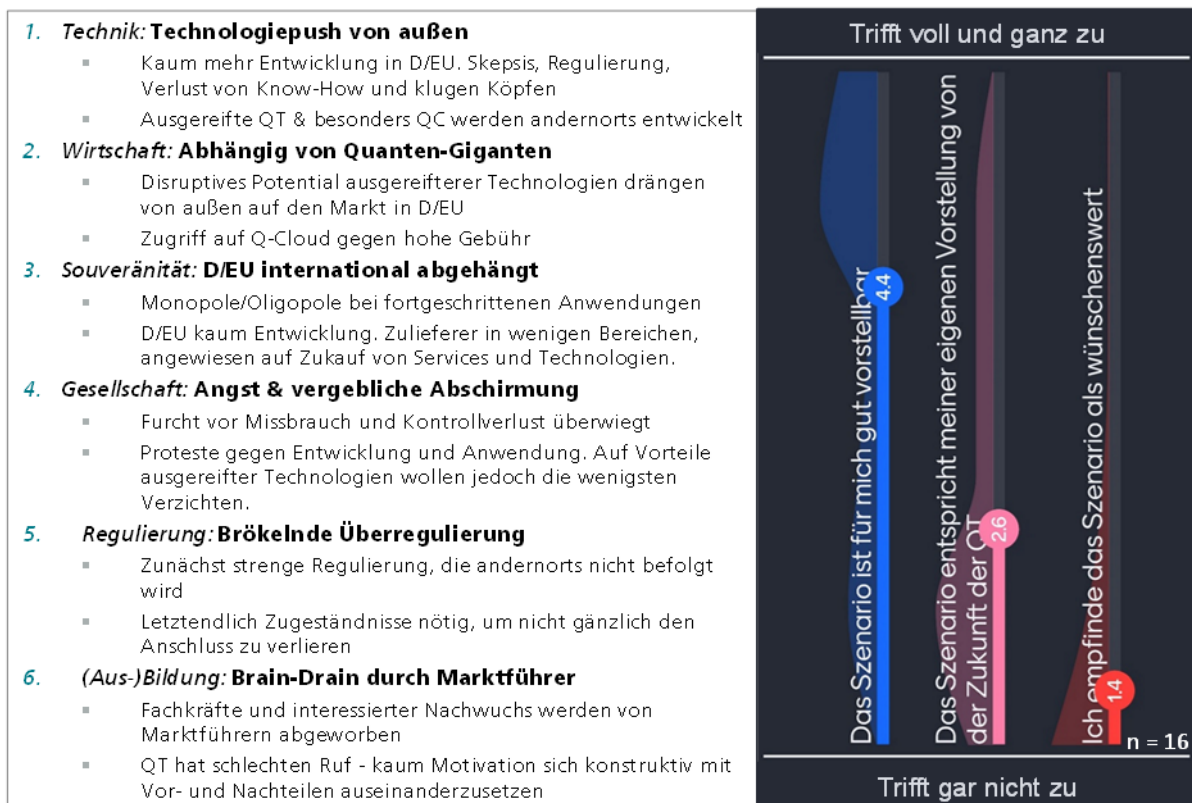 1. Technik: Technologiepush von außen
▪ Kaum mehr Entwicklung in D/EU. Skepsis, Regulierung,
Verlust von Know-How und klugen Köpfen
▪ Ausgereifte QT & besonders QC werden andernorts entwickelt
2. Wirtschaft: Abhängig von Quanten-Giganten
▪ Disruptives Potential ausgereifterer Technologien drängen
von außen auf den Markt in D/EU
▪ Zugriff auf Q-Cloud gegen hohe Gebühr
3. Souveränität: D/EU international abgehängt
▪ Monopole/Oligopole bei fortgeschrittenen Anwendungen
▪ D/EU kaum Entwicklung. Zulieferer in wenigen Bereichen,
angewiesen auf Zukauf von Services und Technologien.
4. Gesellschaft: Angst & vergebliche Abschirmung
▪ Furcht vor Missbrauch und Kontrollverlust überwiegt
▪ Proteste gegen Entwicklung und Anwendung. Auf Vorteile
ausgereifter Technologien wollen jedoch die wenigsten
Verzichten.
5. Regulierung: Brökelnde Überregulierung
▪ Zunächst strenge Regulierung, die andernorts nicht befolgt
wird
▪ Letztendlich Zugeständnisse nötig, um nicht gänzlich den
Anschluss zu verlieren
6. (Aus-)Bildung: Brain-Drain durch Marktführer
▪ Fachkräfte und interessierter Nachwuchs werden von
Marktführern abgeworben
▪ QT hat schlechten Ruf - kaum Motivation sich konstruktiv mit
Vor- und Nachteilen auseinanderzusetzen
Trifft voll und ganz zu
Das Szenario ist für mich gut vorstellbar
4.4
Das Szenario entspricht meiner eigenen Vorstellung von
der Zukunft der QT
2.6
Ich empfinde das Szenario als wünschenswert
1.4
n = 16
Trifft gar nicht zu